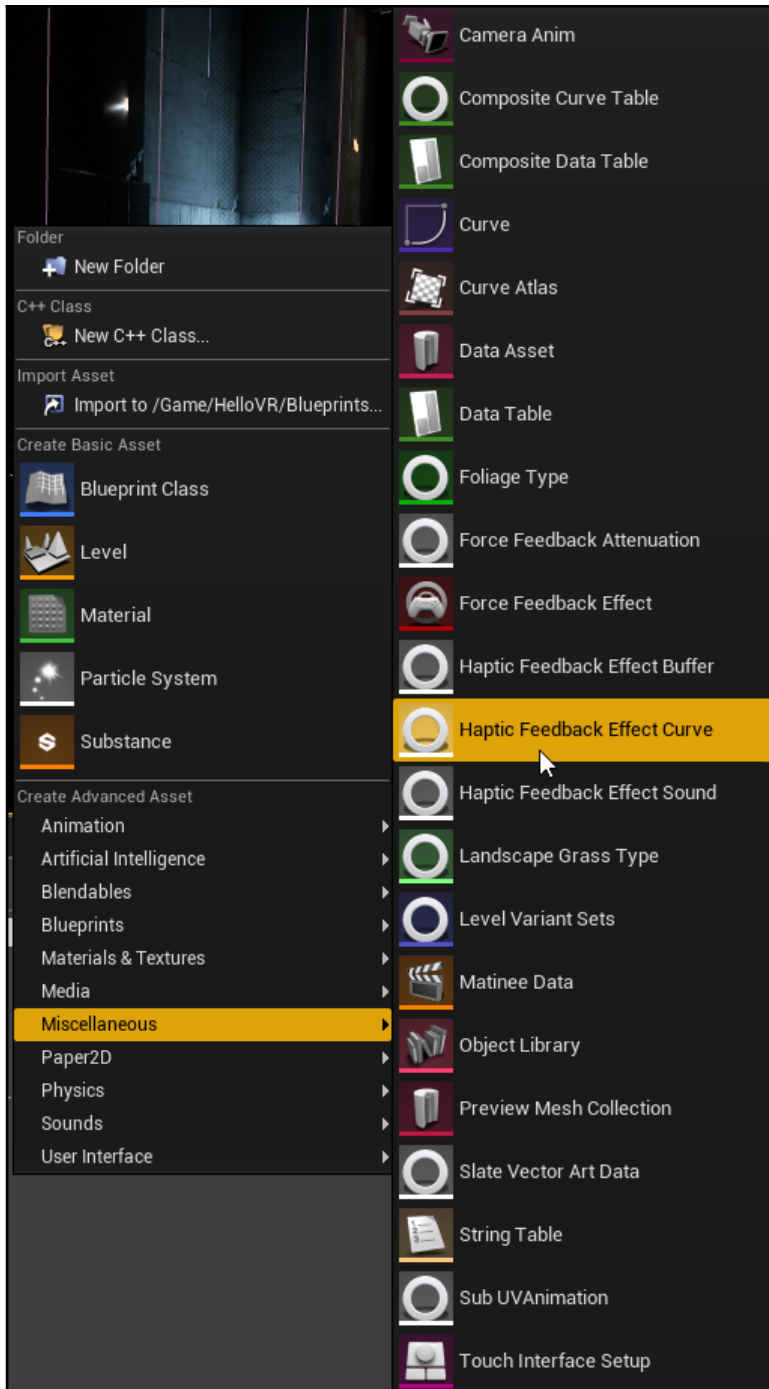 Folder
New Folder
C++ Class
New C++ Class...
Import Asset
Import to /Game/HelloVR/Blueprints...
Create Basic Asset
Blueprint Class
Level
Material
Particle System
Substance
Create Advanced Asset
Animation
Artificial Intelligence
Blendables
Blueprints
Materials & Textures
Media
Miscellaneous
Paper2D
Physics
Sounds
User Interface
Camera Anim
Composite Curve Table
Composite Data Table
Curve
Curve Atlas
Data Asset
Data Table
Foliage Type
Force Feedback Attenuation
Force Feedback Effect
Haptic Feedback Effect Buffer
Haptic Feedback Effect Curve
Haptic Feedback Effect Sound
Landscape Grass Type
Level Variant Sets
Matinee Data
Object Library
Preview Mesh Collection
Slate Vector Art Data
String Table
Sub UVAnimation
Touch Interface Setup